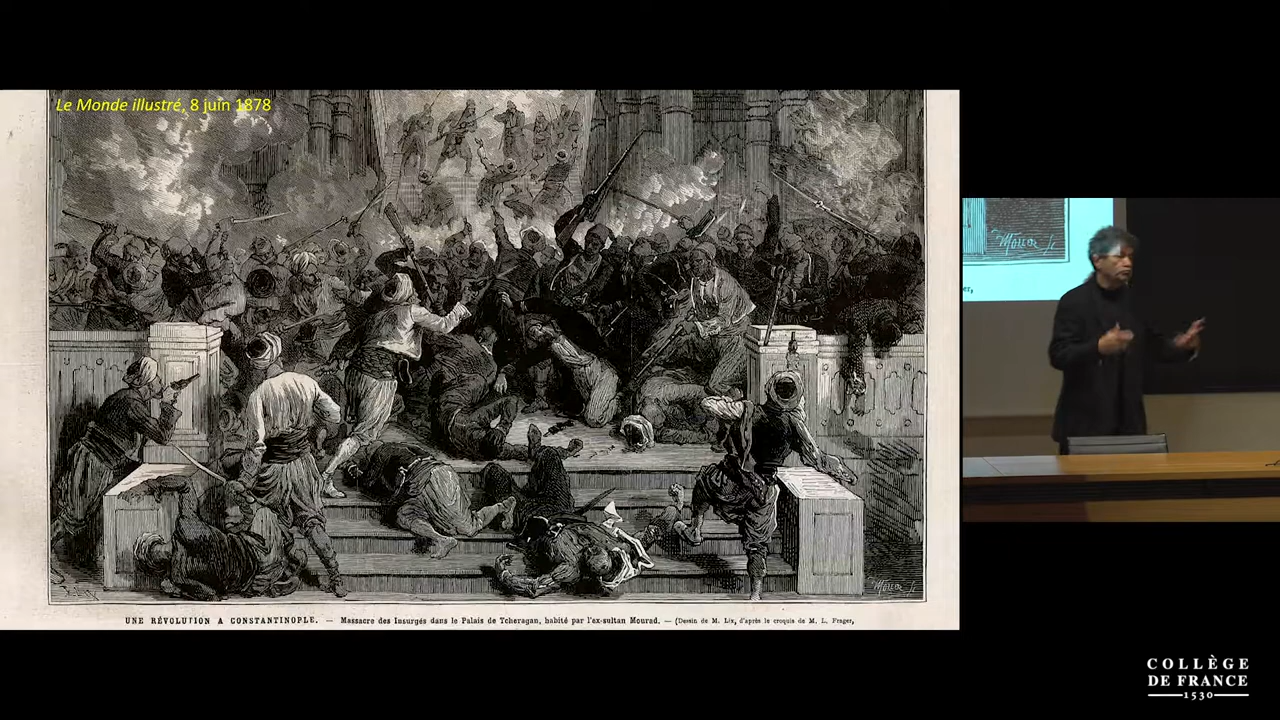 Le Monde illustré, 8 juin 1878
UNE RÉVOLUTION A CONSTANTINOPLE. — Massacre des Insurgés dans le Palais de Tcheragan, habité par l'ex-sultan Mourad. — (Dessin de M. Lix, d'après le croquis de M. L. Frager,
COLLÈGE
DE FRANCE
1530